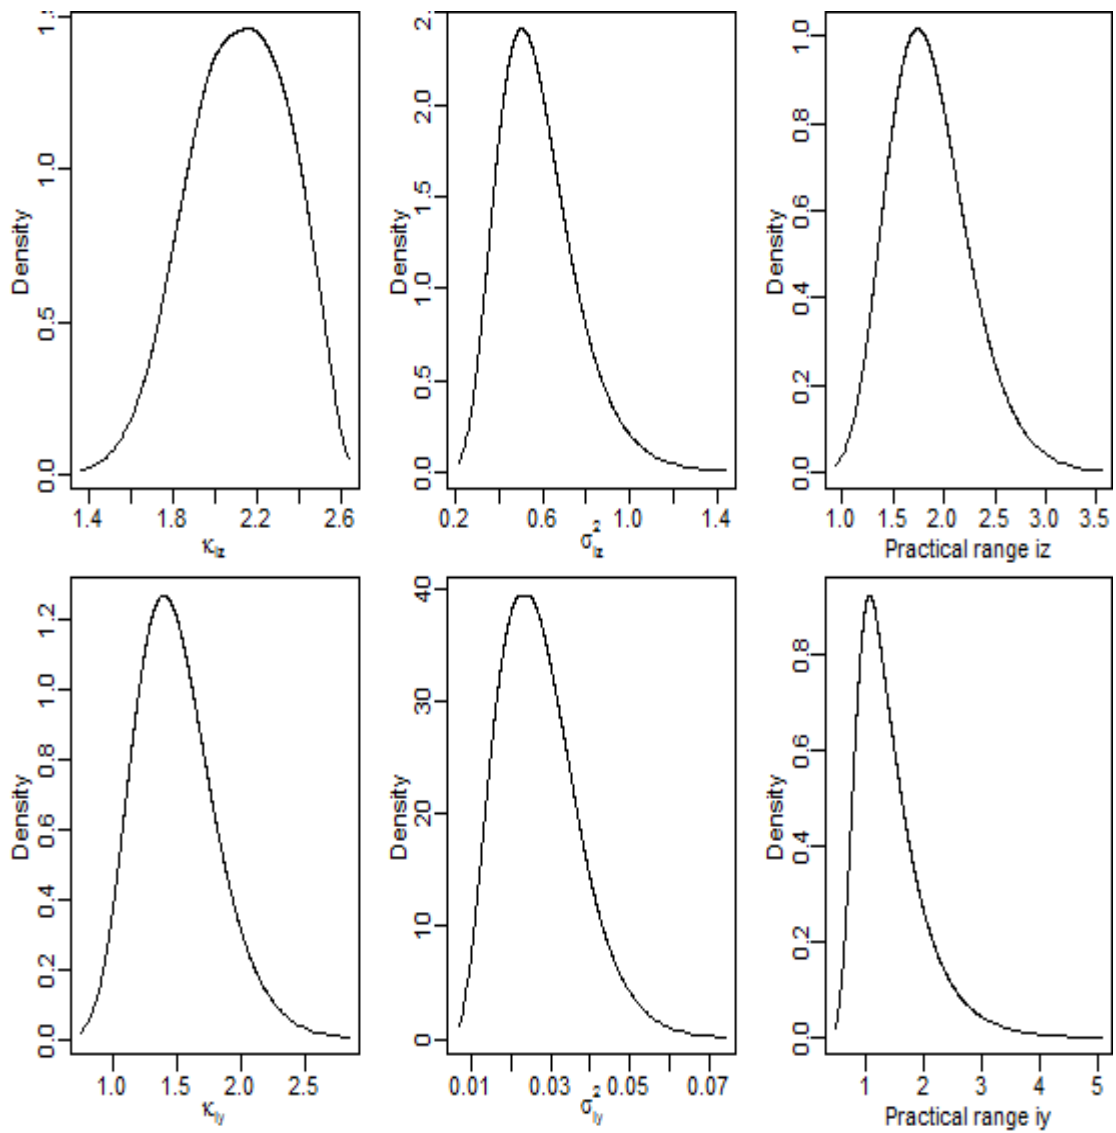 Density
0.0 0.5 1.0
1.4 1.8 2.2 2.6
κiz
Density
0.0 0.5 1.0 1.5 2.0
0.2 0.6 1.0 1.4
σ²iz
Density
0.0 0.2 0.4 0.6 0.8 1.0
1.0 1.5 2.0 2.5 3.0 3.5
Practical range iz
Density
0.0 0.2 0.4 0.6 0.8 1.0 1.2
1.0 1.5 2.0 2.5
κiy
Density
0 10 20 30 40
0.01 0.03 0.05 0.07
σ²iy
Density
0.0 0.2 0.4 0.6 0.8
1 2 3 4 5
Practical range iy